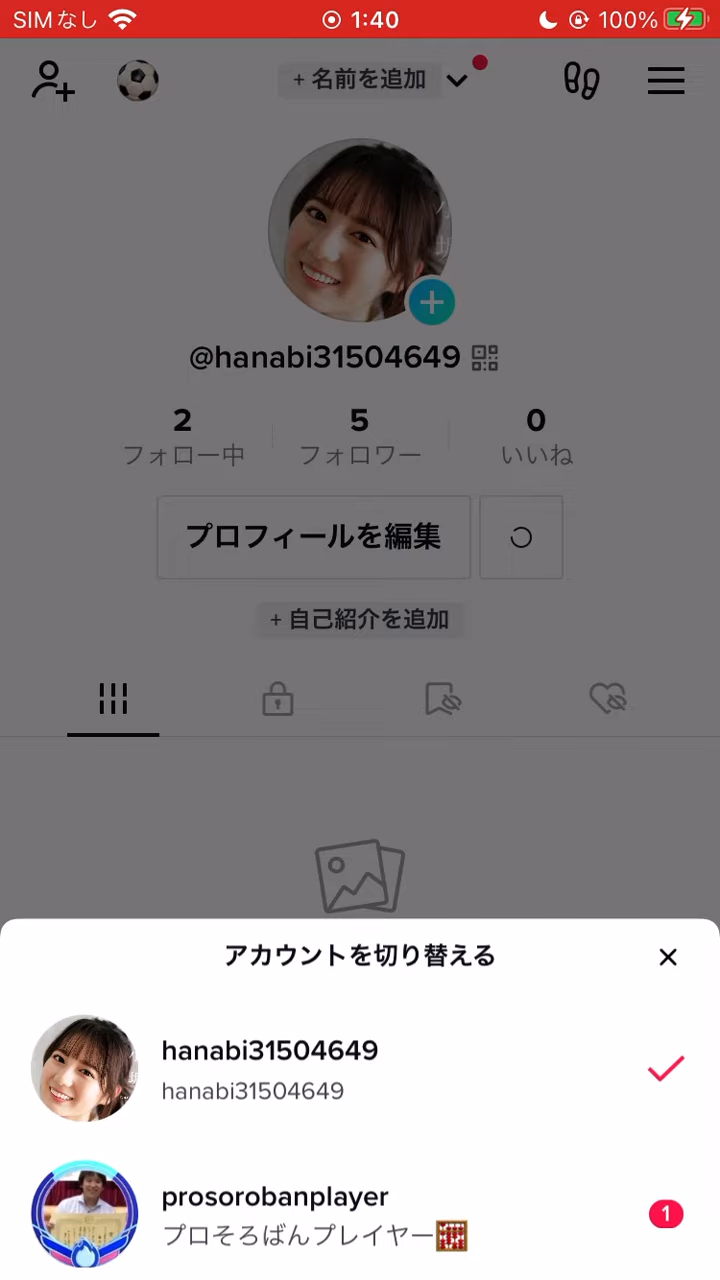 SIMなし 1:40 100%
+ 名前を追加
@hanabi31504649
2 5 0
フォロー中 フォロワー いいね
プロフィールを編集
+ 自己紹介を追加
アカウントを切り替える
hanabi31504649
hanabi31504649
prosorobanplayer
1
プロそろばんプレイヤー🧮